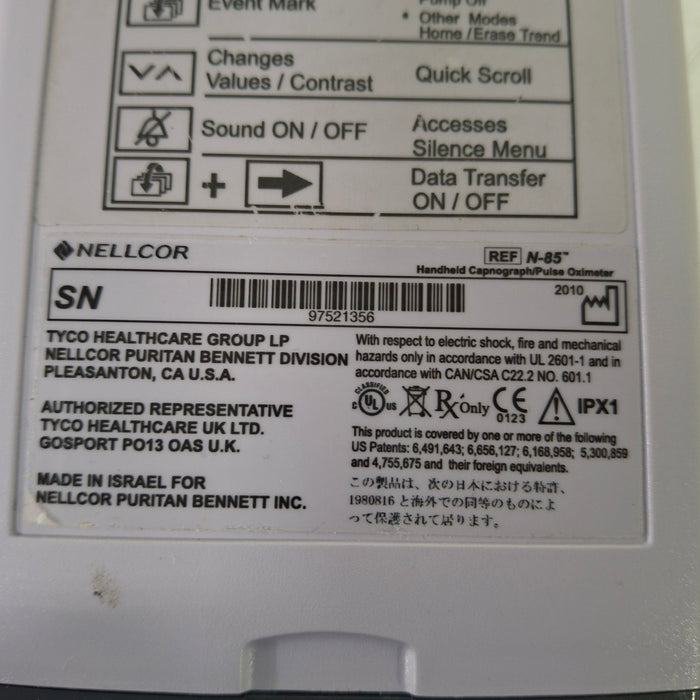 Event Mark
Pump Off
* Other Modes
Home /Erase Trend
Changes
Values / Contrast
Quick Scroll
Sound ON / OFF
Accesses
Silence Menu
+
Data Transfer
ON / OFF
NELLCOR
REF N-85™
Handheld Capnograph/Pulse Oximeter
SN
97521356
2010
TYCO HEALTHCARE GROUP LP
NELLCOR PURITAN BENNETT DIVISION
PLEASANTON, CA U.S.A.
AUTHORIZED REPRESENTATIVE
TYCO HEALTHCARE UK LTD.
GOSPORT PO13 OAS U.K.
MADE IN ISRAEL FOR
NELLCOR PURITAN BENNETT INC.
With respect to electric shock, fire and mechanical
hazards only in accordance with UL 2601-1 and in
accordance with CAN/CSA C22.2 NO. 601.1
CLASSIFIED
C UL US Rx Only CE 0123 IPX1
This product is covered by one or more of the following
US Patents: 6,491,643; 6,656,127; 6,168,958; 5,300,859
and 4,755,675 and their foreign equivalents.
この製品は、次の日本における特許、
1980816 と海外での同等のものによ
って保護されて居ります。